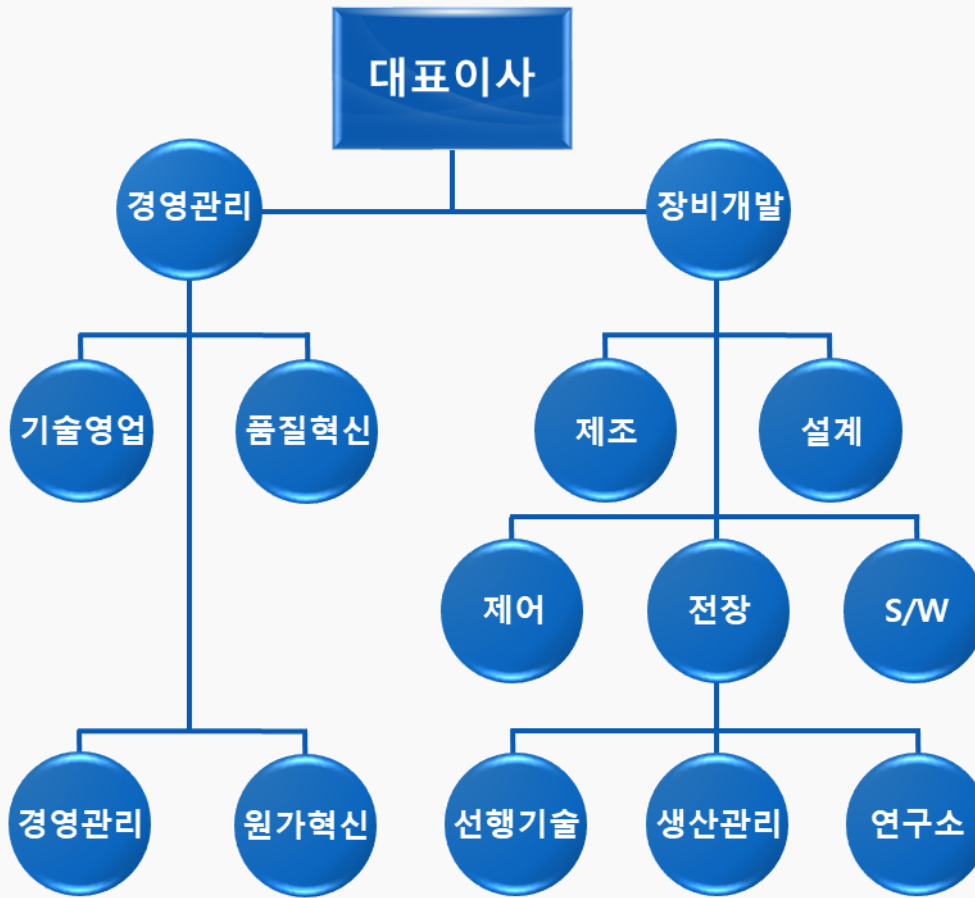 대표이사
경영관리
장비개발
기술영업
품질혁신
제조
설계
제어
전장
S/W
경영관리
원가혁신
선행기술
생산관리
연구소